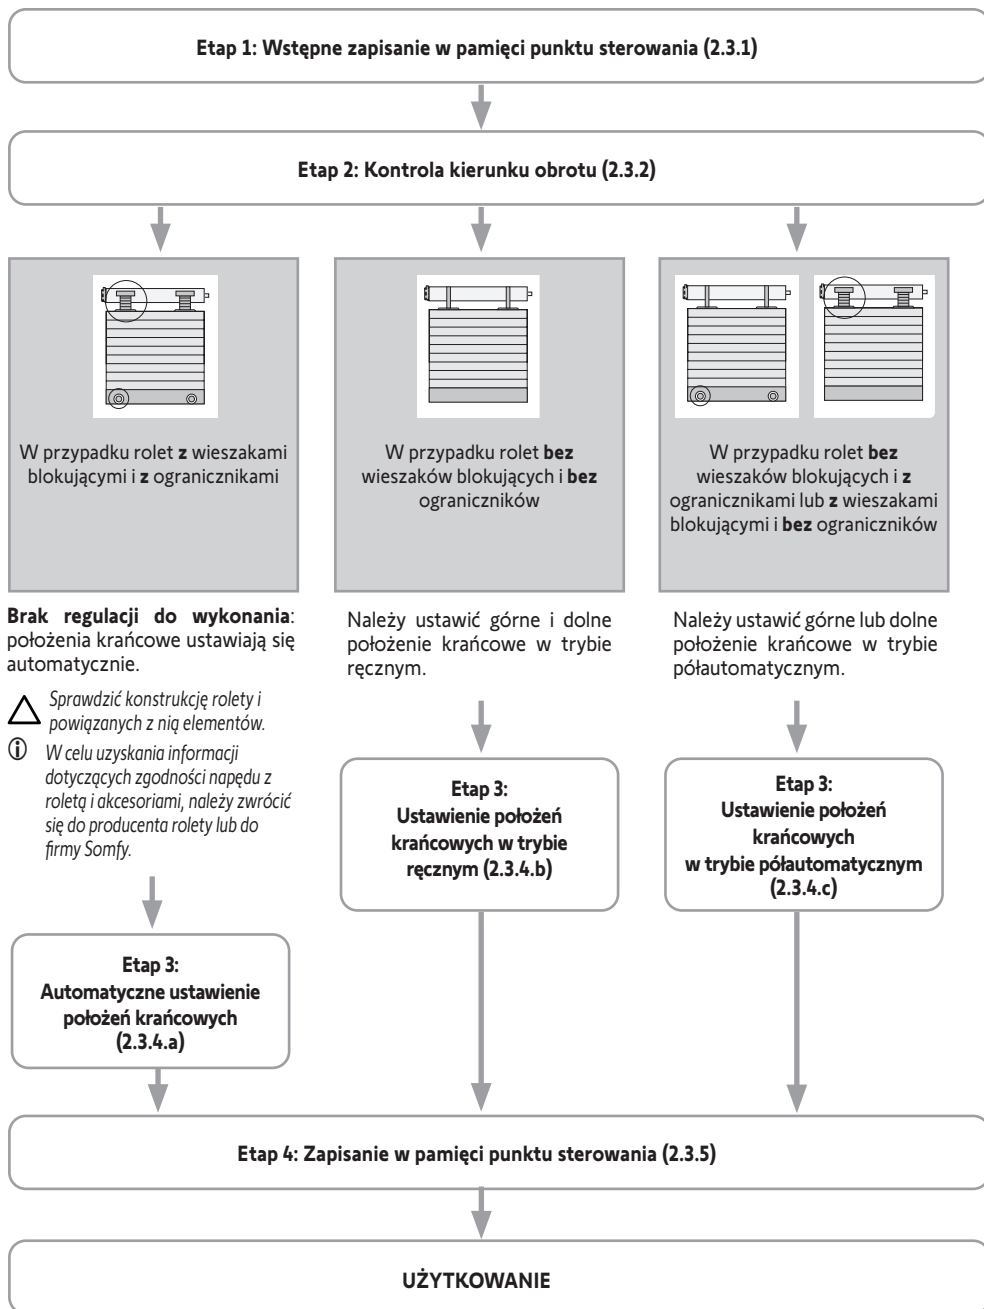 Etap 1: Wstępne zapisanie w pamięci punktu sterowania (2.3.1)
Etap 2: Kontrola kierunku obrotu (2.3.2)
W przypadku rolet z wieszakami
blokującymi i z ogranicznikami
Brak regulacji do wykonania:
położenia krańcowe ustawiają się
automatycznie.
Sprawdzić konstrukcję rolety i
powiązanych z nią elementów.
W celu uzyskania informacji
dotyczących zgodności napędu z
roletą i akcesoriami, należy zwrócić
się do producenta rolety lub do
firmy Somfy.
Etap 3:
Automatyczne ustawienie
położeń krańcowych
(2.3.4.a)
W przypadku rolet bez
wieszaków blokujących i bez
ograniczników
Należy ustawić górne i dolne
położenie krańcowe w trybie
ręcznym.
Etap 3:
Ustawienie położeń
krańcowych w trybie
ręcznym (2.3.4.b)
W przypadku rolet bez
wieszaków blokujących i z
ogranicznikami lub z wieszakami
blokującymi i bez ograniczników
Należy ustawić górne lub dolne
położenie krańcowe w trybie
półautomatycznym.
Etap 3:
Ustawienie położeń
krańcowych
w trybie półautomatycznym
(2.3.4.c)
Etap 4: Zapisanie w pamięci punktu sterowania (2.3.5)
UŻYTKOWANIE